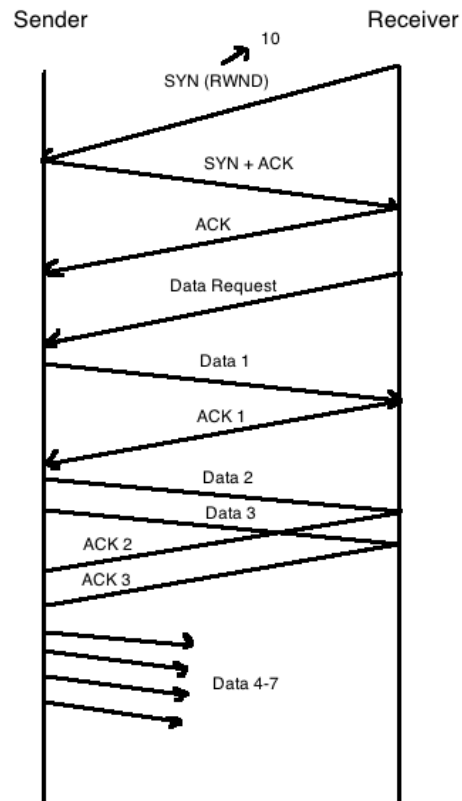 Sender
Receiver
10
SYN (RWND)
SYN + ACK
ACK
Data Request
Data 1
ACK 1
Data 2
Data 3
ACK 2
ACK 3
Data 4-7